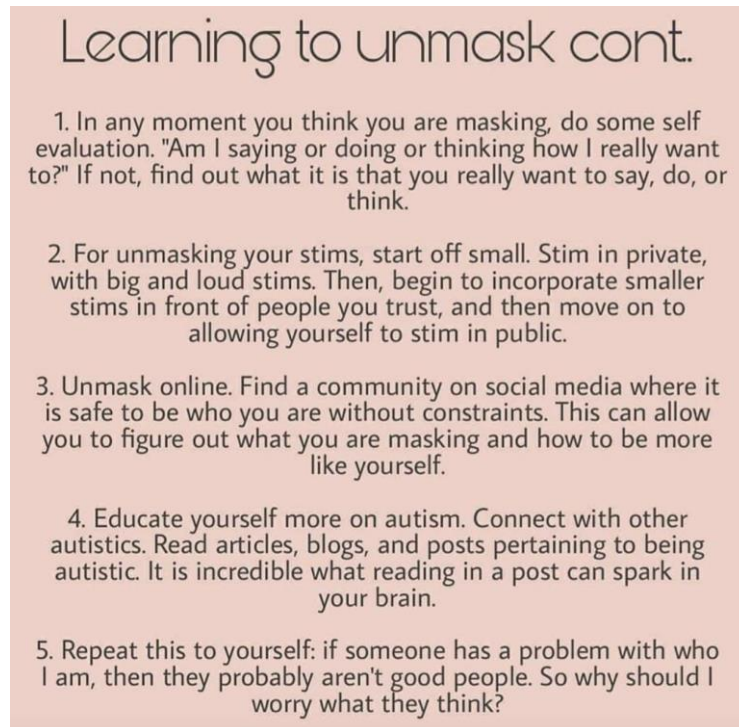 Learning to unmask cont.
1. In any moment you think you are masking, do some self
evaluation. "Am I saying or doing or thinking how I really want
to?" If not, find out what it is that you really want to say, do, or
think.
2. For unmasking your stims, start off small. Stim in private,
with big and loud stims. Then, begin to incorporate smaller
stims in front of people you trust, and then move on to
allowing yourself to stim in public.
3. Unmask online. Find a community on social media where it
is safe to be who you are without constraints. This can allow
you to figure out what you are masking and how to be more
like yourself.
4. Educate yourself more on autism. Connect with other
autistics. Read articles, blogs, and posts pertaining to being
autistic. It is incredible what reading in a post can spark in
your brain.
5. Repeat this to yourself: if someone has a problem with who
I am, then they probably aren't good people. So why should I
worry what they think?